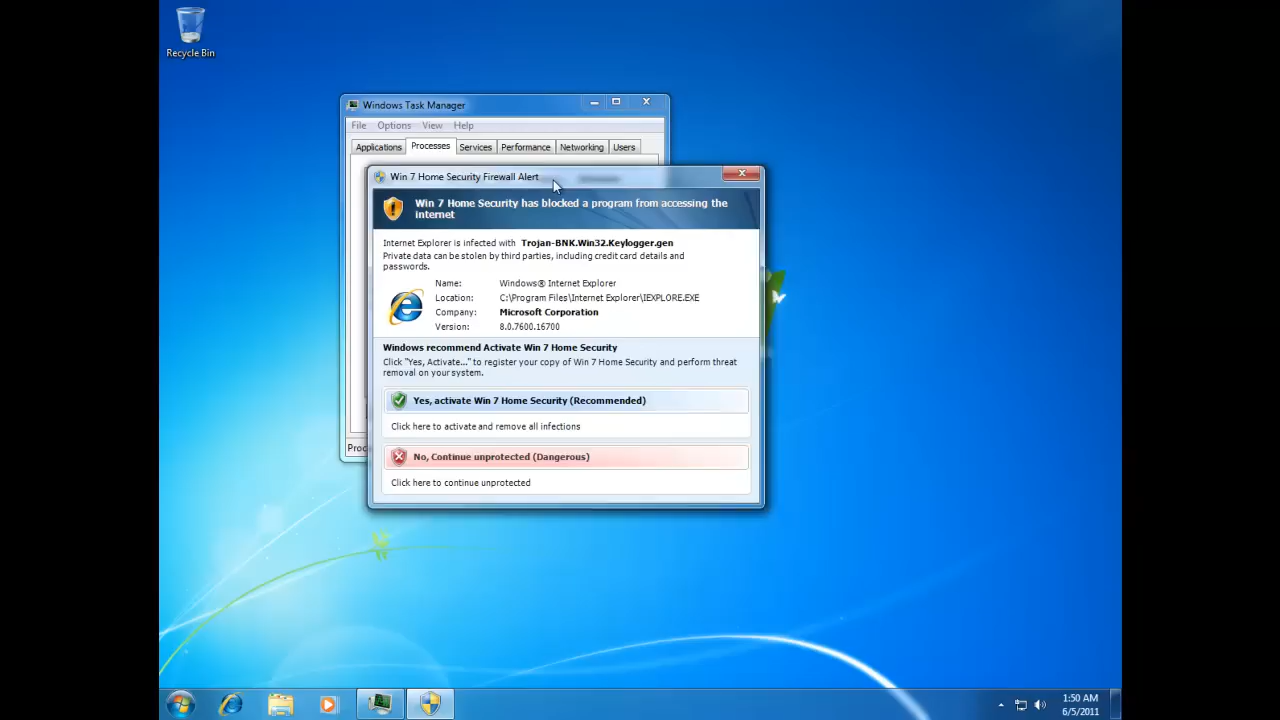 Recycle Bin
Windows Task Manager
File Options View Help
Applications Processes Services Performance Networking Users
Win 7 Home Security Firewall Alert
Win 7 Home Security has blocked a program from accessing the
internet
Internet Explorer is infected with Trojan-BNK.Win32.Keylogger.gen
Private data can be stolen by third parties, including credit card details and
passwords.
Name: Windows® Internet Explorer
Location: C:\Program Files\Internet Explorer\IEXPLORE.EXE
Company: Microsoft Corporation
Version: 8.0.7600.16700
Windows recommend Activate Win 7 Home Security
Click "Yes, Activate..." to register your copy of Win 7 Home Security and perform threat
removal on your system.
Yes, activate Win 7 Home Security (Recommended)
Click here to activate and remove all infections
No, Continue unprotected (Dangerous)
Proc
Click here to continue unprotected
1:50 AM
6/5/2011